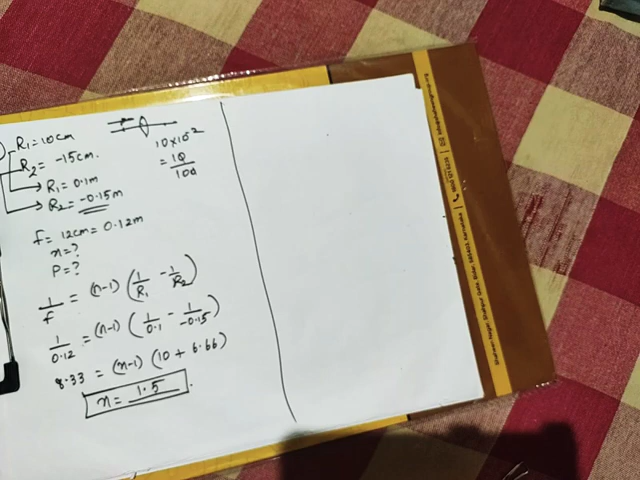 R₁ = 10cm
R₂ = -15cm.
R₁ = 0.1m
R₂ = -0.15m
10×10⁻²
= 10/100
f = 12cm = 0.12m
n = ?
P = ?
1/f = (n-1) (1/R₁ - 1/R₂)
1/0.12 = (n-1) (1/0.1 - 1/-0.15)
8.33 = (n-1) (10 + 6.66)
n = 1.5